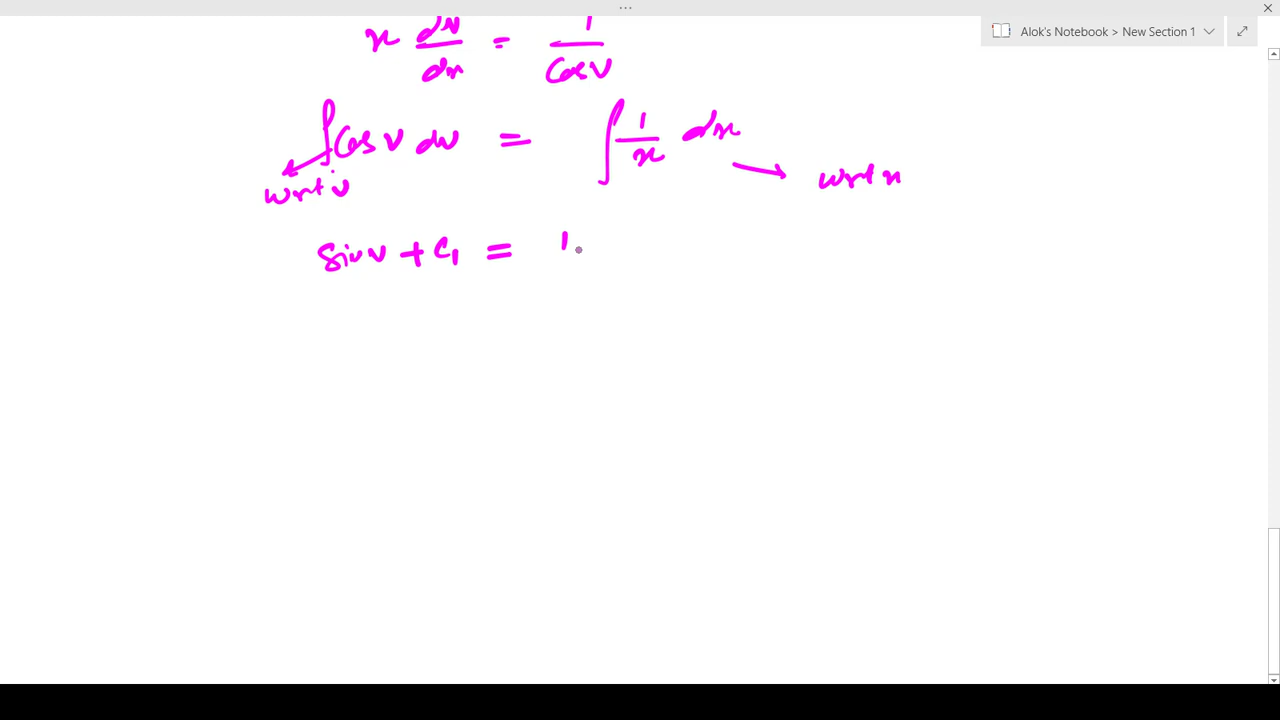 Alok's Notebook > New Section 1
x dv/dx = 1/Cos v
∫ Cos v dv = ∫ 1/x dx
wrt v
wrt x
sin v + C₁ =